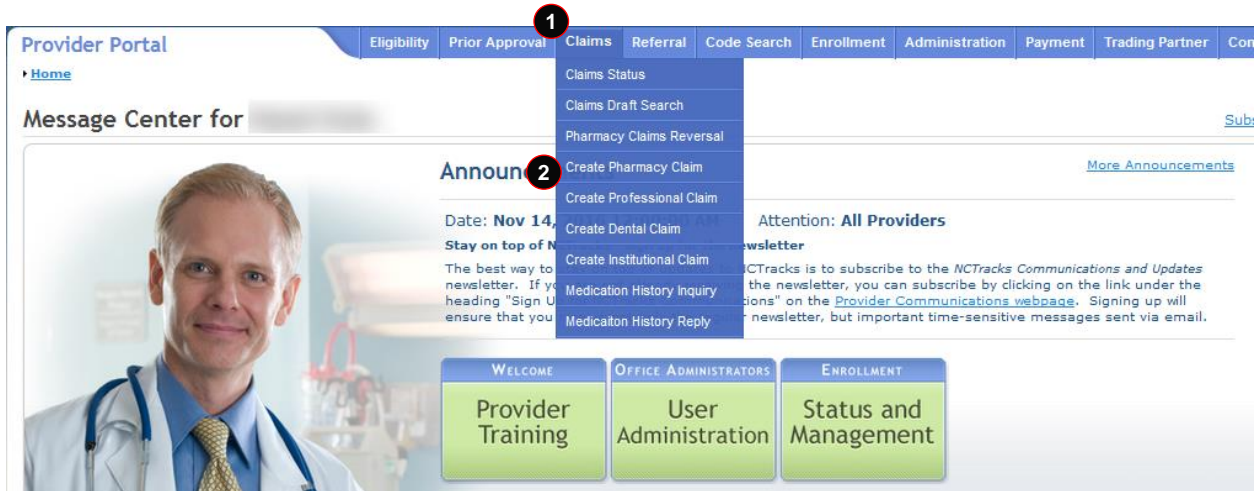 1
Provider Portal
Eligibility Prior Approval Claims Referral Code Search Enrollment Administration Payment Trading Partner
Home
Claims Status
Claims Draft Search
Pharmacy Claims Reversal
Create Pharmacy Claim
Create Professional Claim
Create Dental Claim
Create Institutional Claim
Medication History Inquiry
Medicaiton History Reply
Message Center for
Subs
2
Announ
More Announcements
Date: Nov 14, Attention: All Providers
Stay on top of newsletter
The best way to NCTracks is to subscribe to the NCTracks Communications and Updates
newsletter. If the newsletter, you can subscribe by clicking on the link under the
heading "Sign on the Provider Communications webpage. Signing up will
ensure that you newsletter, but important time-sensitive messages sent via email.
WELCOME
Provider
Training
OFFICE ADMINISTRATORS
User
Administration
ENROLLMENT
Status and
Management